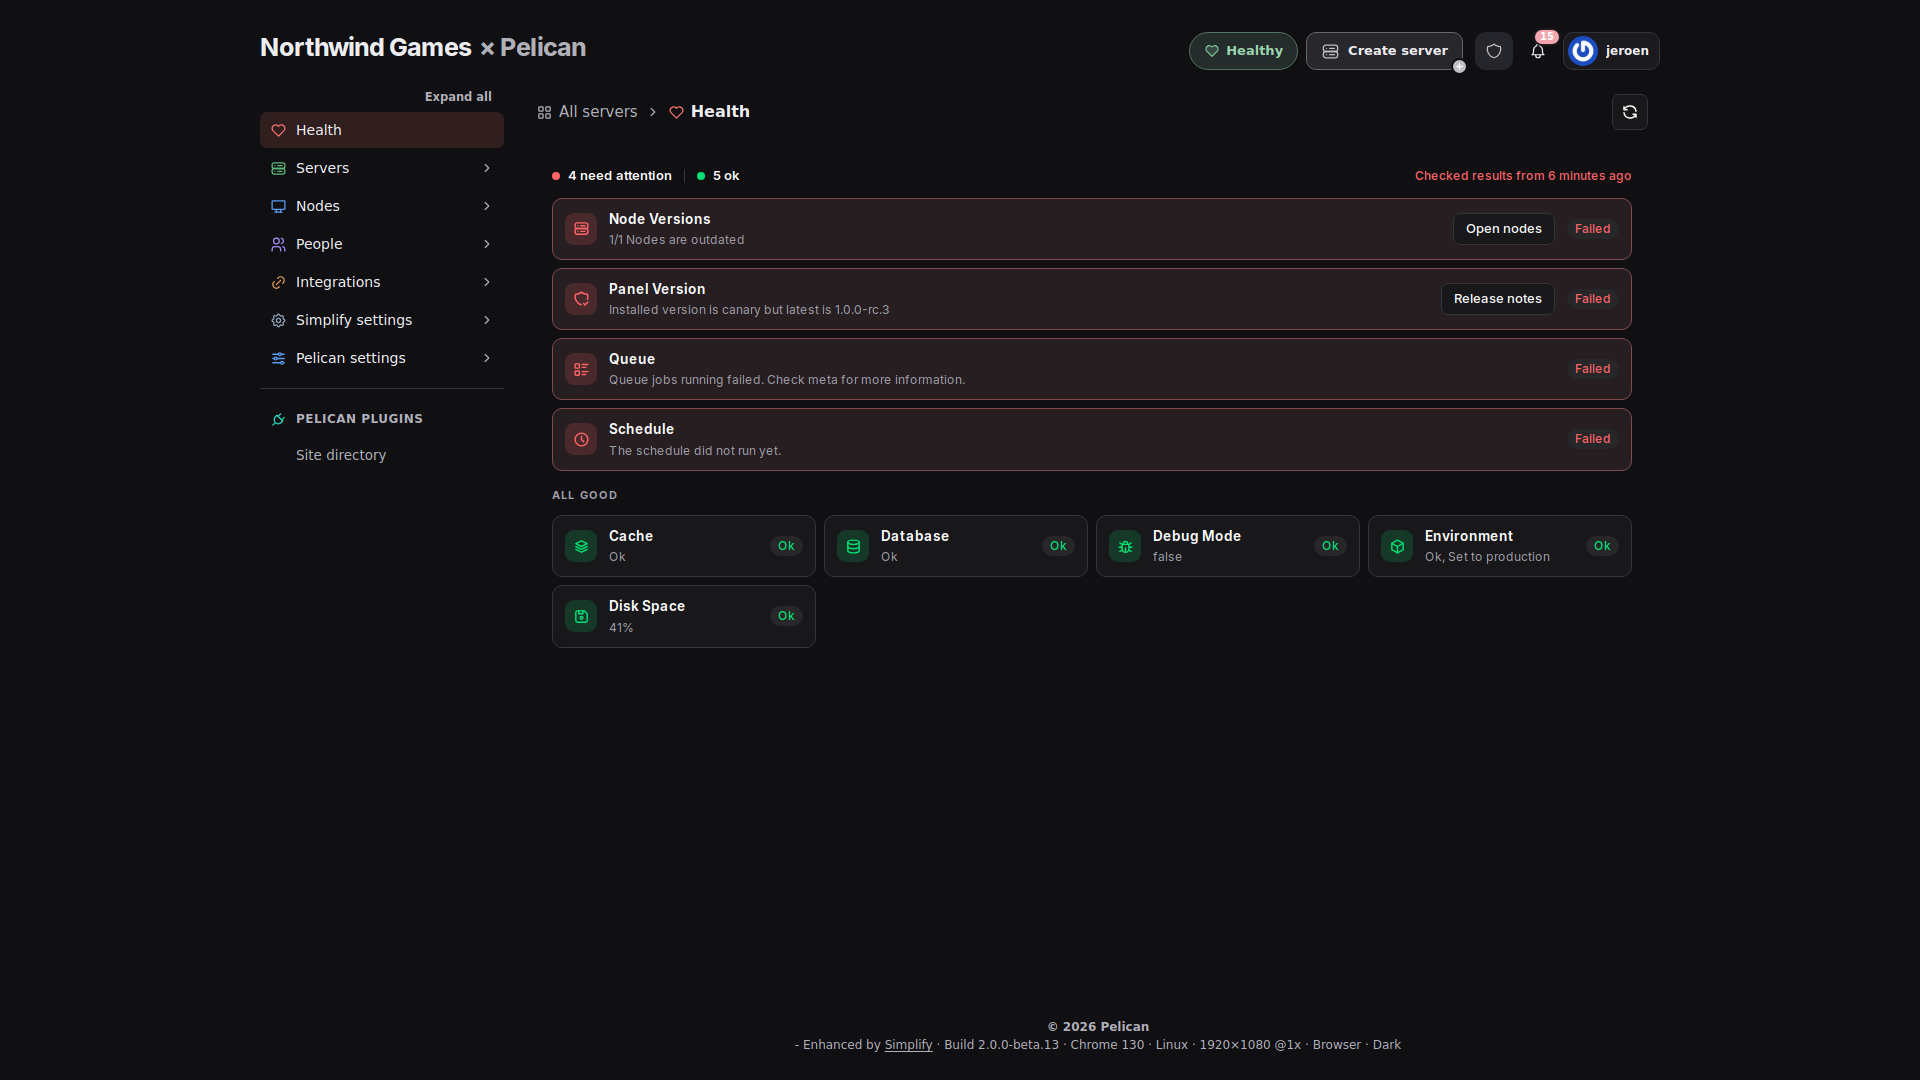 Northwind Games × Pelican
Healthy
Create server
15
jeroen
Expand all
Health
Servers
Nodes
People
Integrations
Simplify settings
Pelican settings
PELICAN PLUGINS
Site directory
All servers > Health
4 need attention
5 ok
Checked results from 6 minutes ago
Node Versions
1/1 Nodes are outdated
Open nodes
Failed
Panel Version
Installed version is canary but latest is 1.0.0-rc.3
Release notes
Failed
Queue
Queue jobs running failed. Check meta for more information.
Failed
Schedule
The schedule did not run yet.
Failed
ALL GOOD
Cache
Ok
Ok
Database
Ok
Ok
Debug Mode
false
Ok
Environment
Ok, Set to production
Ok
Disk Space
41%
Ok
© 2026 Pelican
- Enhanced by Simplify · Build 2.0.0-beta.13 · Chrome 130 · Linux · 1920×1080 @1x · Browser · Dark